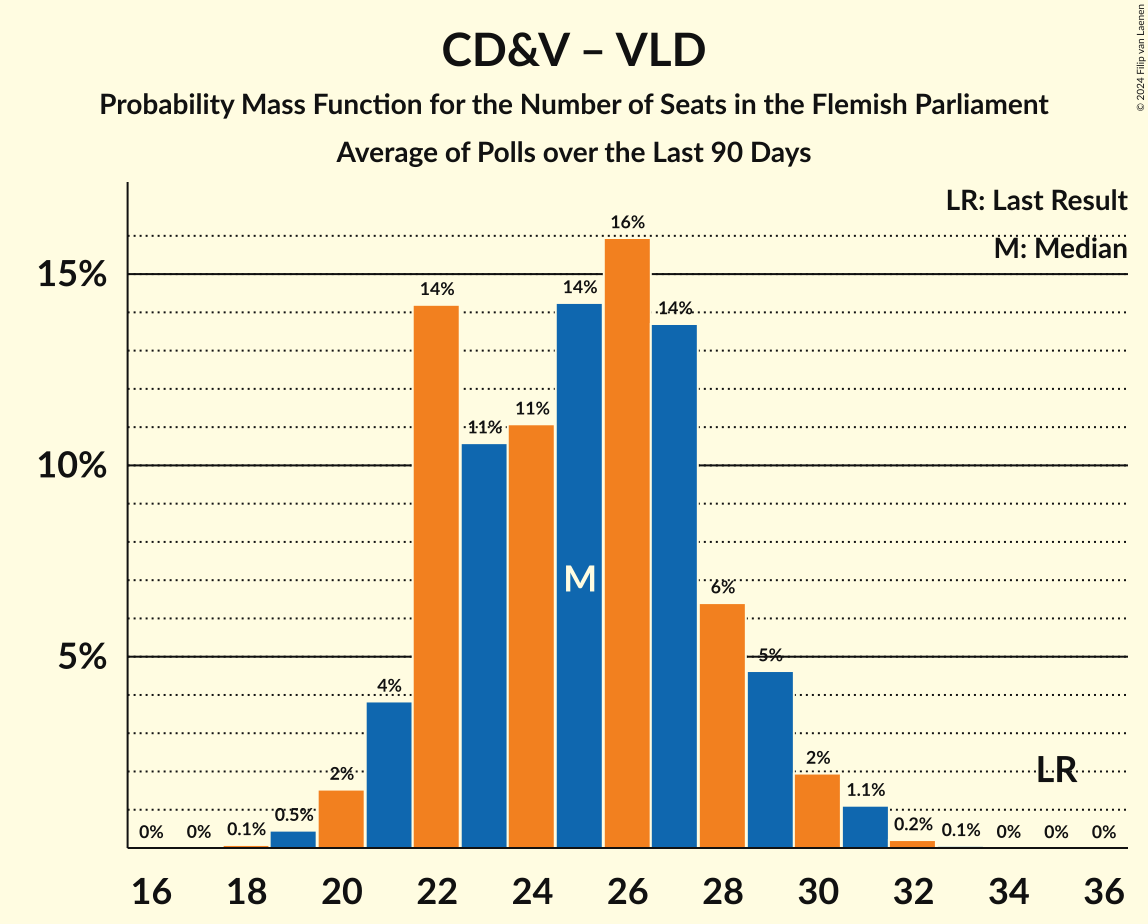 CD&V – VLD
Probability Mass Function for the Number of Seats in the Flemish Parliament
Average of Polls over the Last 90 Days
© 2024 Filip van Laenen
LR: Last Result
M: Median
15%
10%
5%
0% 0% 0.1% 0.5% 2% 4% 14% 11% 11% 14% 16% 14% 6% 5% 2% 1.1% 0.2% 0.1% 0% 0% 0%
M
LR
16 18 20 22 24 26 28 30 32 34 36